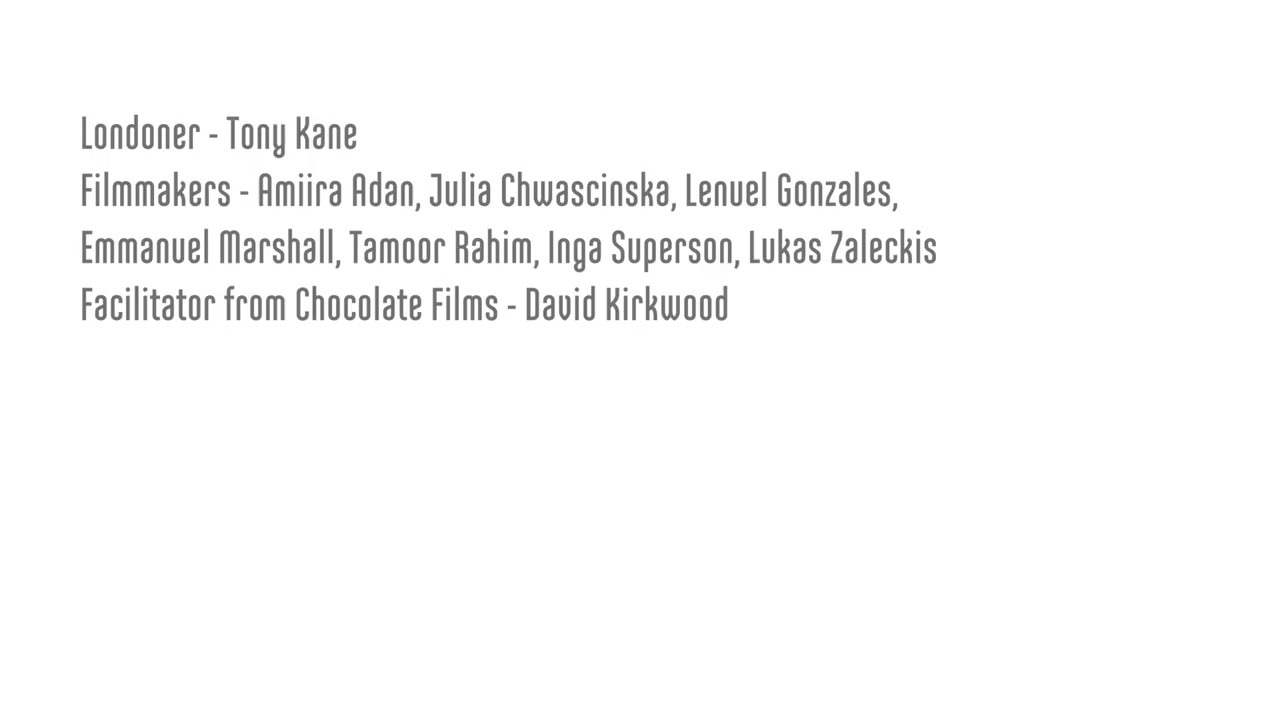 Londoner - Tony Kane
Filmmakers - Amiira Adan, Julia Chwascinska, Lenuel Gonzales,
Emmanuel Marshall, Tamoor Rahim, Inga Superson, Lukas Zaleckis
Facilitator from Chocolate Films - David Kirkwood